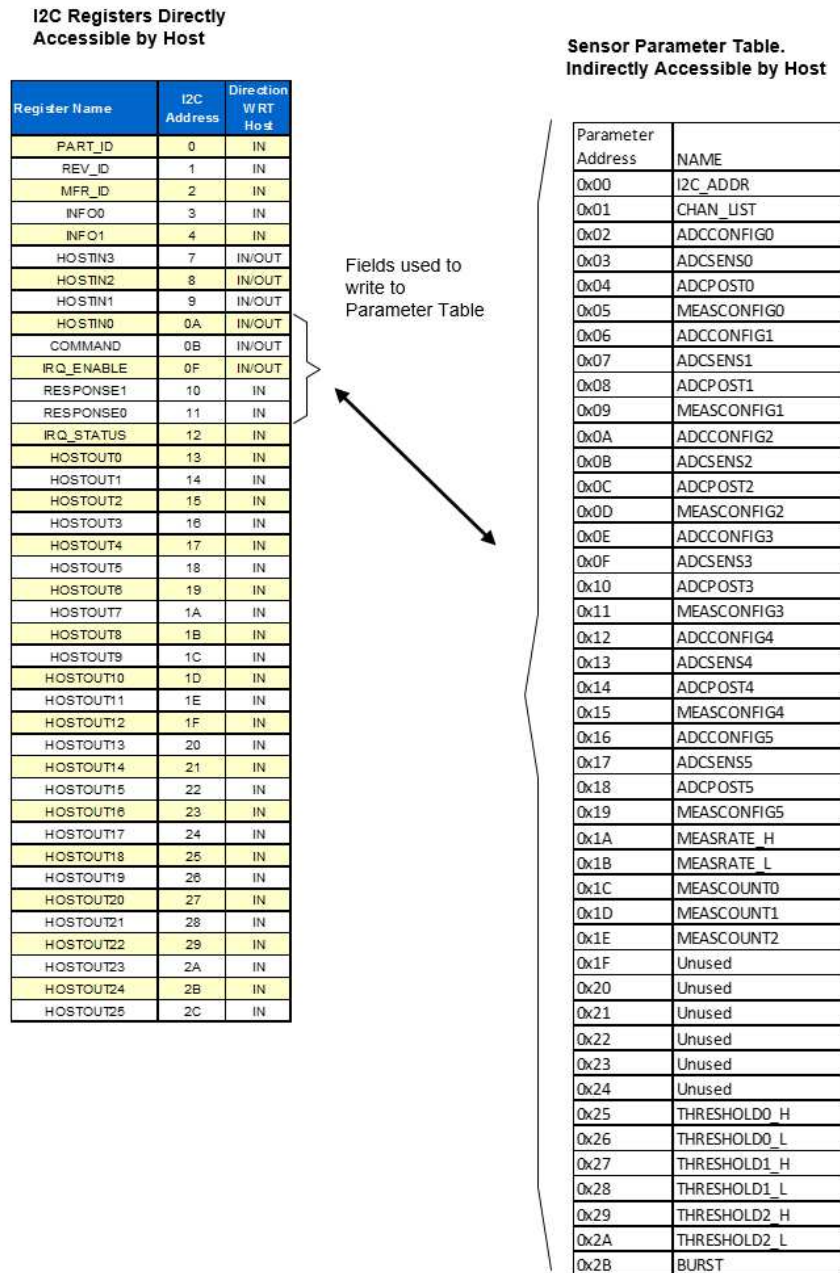 I2C Registers Directly
Accessible by Host
Register Name I2C Address Direction WRT Host
PART_ID 0 IN
REV_ID 1 IN
MFR_ID 2 IN
INFO0 3 IN
INFO1 4 IN
HOSTIN3 7 IN/OUT
HOSTIN2 8 IN/OUT
HOSTIN1 9 IN/OUT
HOSTIN0 0A IN/OUT
COMMAND 0B IN/OUT
IRQ_ENABLE 0F IN/OUT
RESPONSE1 10 IN
RESPONSE0 11 IN
IRQ_STATUS 12 IN
HOSTOUT0 13 IN
HOSTOUT1 14 IN
HOSTOUT2 15 IN
HOSTOUT3 16 IN
HOSTOUT4 17 IN
HOSTOUT5 18 IN
HOSTOUT6 19 IN
HOSTOUT7 1A IN
HOSTOUT8 1B IN
HOSTOUT9 1C IN
HOSTOUT10 1D IN
HOSTOUT11 1E IN
HOSTOUT12 1F IN
HOSTOUT13 20 IN
HOSTOUT14 21 IN
HOSTOUT15 22 IN
HOSTOUT16 23 IN
HOSTOUT17 24 IN
HOSTOUT18 25 IN
HOSTOUT19 26 IN
HOSTOUT20 27 IN
HOSTOUT21 28 IN
HOSTOUT22 29 IN
HOSTOUT23 2A IN
HOSTOUT24 2B IN
HOSTOUT25 2C IN
Fields used to
write to
Parameter Table
Sensor Parameter Table.
Indirectly Accessible by Host
Parameter
Address NAME
0x00 I2C_ADDR
0x01 CHAN_LIST
0x02 ADCCONFIG0
0x03 ADCSENS0
0x04 ADCPOST0
0x05 MEASCONFIG0
0x06 ADCCONFIG1
0x07 ADCSENS1
0x08 ADCPOST1
0x09 MEASCONFIG1
0x0A ADCCONFIG2
0x0B ADCSENS2
0x0C ADCPOST2
0x0D MEASCONFIG2
0x0E ADCCONFIG3
0x0F ADCSENS3
0x10 ADCPOST3
0x11 MEASCONFIG3
0x12 ADCCONFIG4
0x13 ADCSENS4
0x14 ADCPOST4
0x15 MEASCONFIG4
0x16 ADCCONFIG5
0x17 ADCSENS5
0x18 ADCPOST5
0x19 MEASCONFIG5
0x1A MEASRATE_H
0x1B MEASRATE_L
0x1C MEASCOUNT0
0x1D MEASCOUNT1
0x1E MEASCOUNT2
0x1F Unused
0x20 Unused
0x21 Unused
0x22 Unused
0x23 Unused
0x24 Unused
0x25 THRESHOLD0_H
0x26 THRESHOLD0_L
0x27 THRESHOLD1_H
0x28 THRESHOLD1_L
0x29 THRESHOLD2_H
0x2A THRESHOLD2_L
0x2B BURST